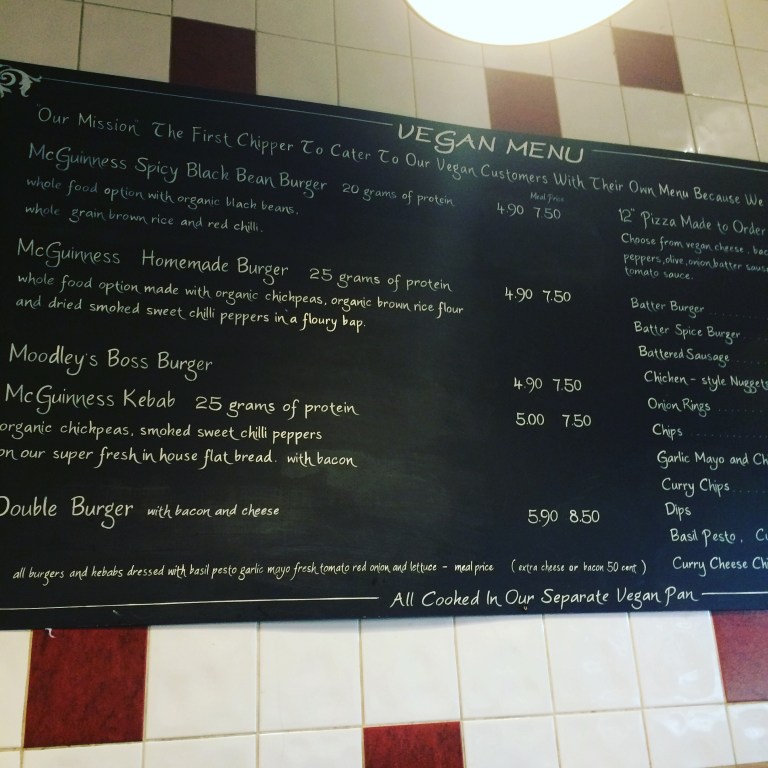 VEGAN MENU
"Our Mission" The First Chipper To Cater To Our Vegan Customers With Their Own Menu Because We
McGuinness Spicy Black Bean Burger 20 grams of protein
whole food option with organic black beans,
whole grain brown rice and red chilli.
Meal Price
4.90 7.50
McGuinness Homemade Burger 25 grams of protein
whole food option made with organic chickpeas, organic brown rice flour
and dried smoked sweet chilli peppers in a floury bap.
4.90 7.50
Moodley's Boss Burger
4.90 7.50
McGuinness Kebab 25 grams of protein
5.00 7.50
organic chickpeas, smoked sweet chilli peppers
on our super fresh in house flat bread. with bacon
Double Burger with bacon and cheese
5.90 8.50
12" Pizza Made to Order
Choose from vegan cheese, bac
peppers, olive, onion, batter saus
tomato sauce.
Batter Burger
Batter Spice Burger
Battered Sausage
Chicken - style Nuggets
Onion Rings
Chips
Garlic Mayo and Ch
Curry Chips
Dips
Basil Pesto, Cu
Curry Cheese Chi
all burgers and kebabs dressed with basil pesto garlic mayo fresh tomato red onion and lettuce - meal price (extra cheese or bacon 50 cent)
All Cooked In Our Separate Vegan Pan